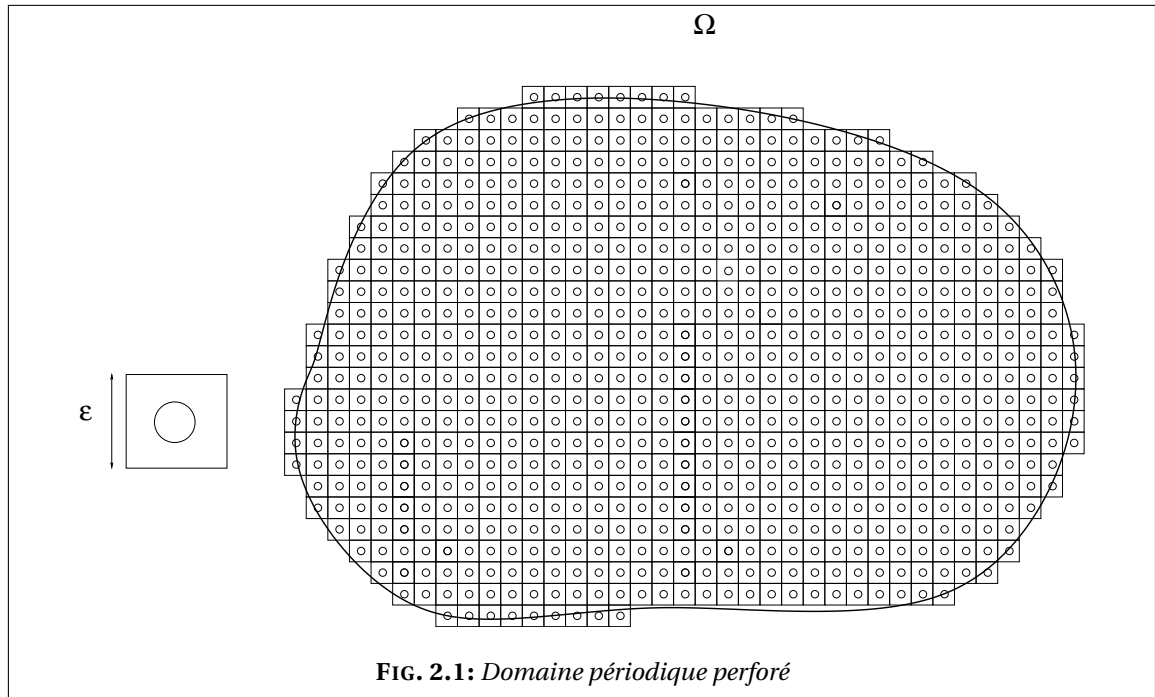 Ω
ε
FIG. 2.1: Domaine périodique perforé